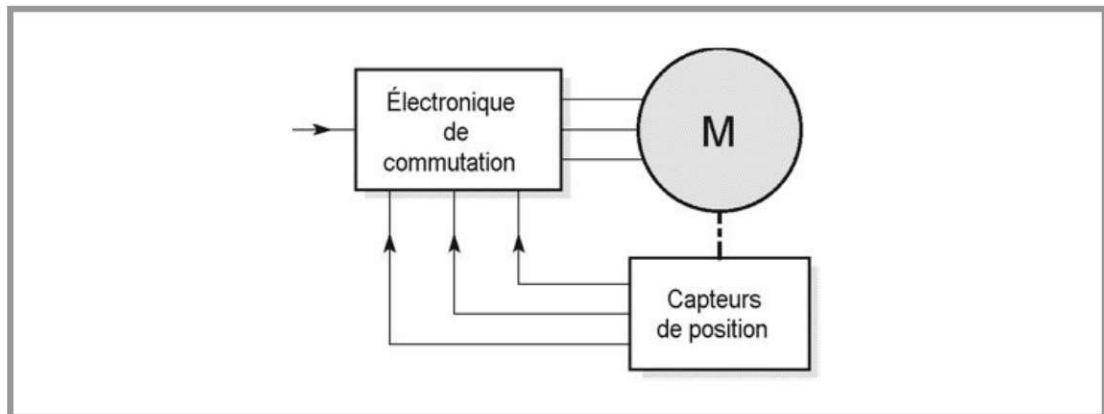 Électronique
de
commutation
M
Capteurs
de position